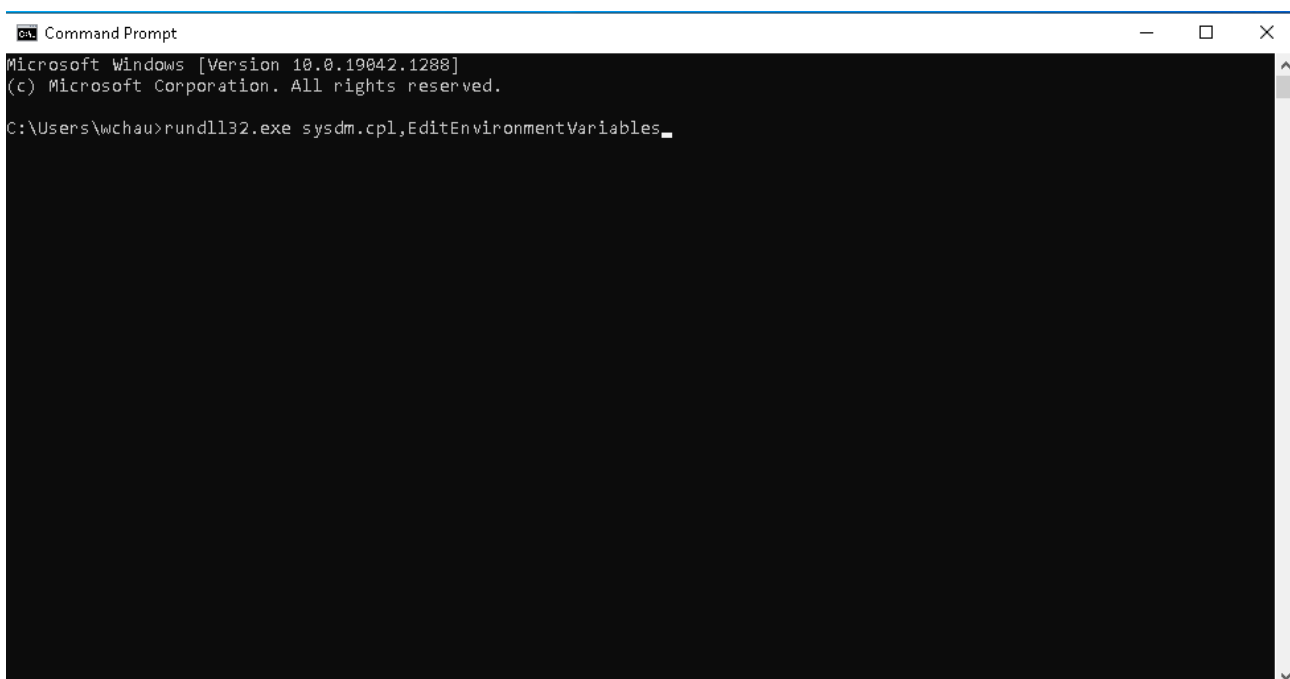 Command Prompt
Microsoft Windows [Version 10.0.19042.1288]
(c) Microsoft Corporation. All rights reserved.
C:\Users\wchau>rundll32.exe sysdm.cpl,EditEnvironmentVariables